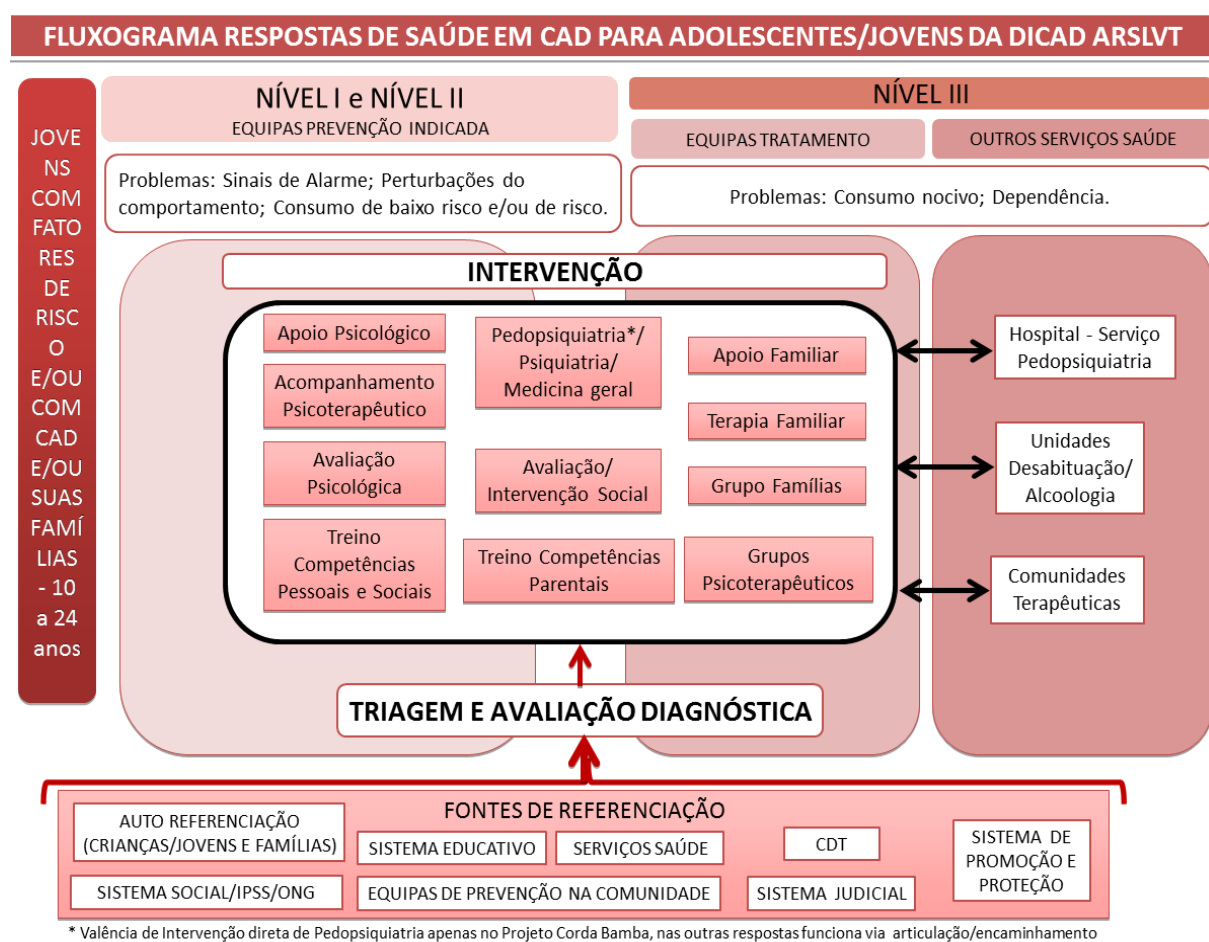 FLUXOGRAMA RESPOSTAS DE SAÚDE EM CAD PARA ADOLESCENTES/JOVENS DA DICAD ARSLVT
JOVE
NS
COM
FATO
RES
DE
RISC
O
E/OU
COM
CAD
E/OU
SUAS
FAMÍ
LIAS
- 10
a 24
anos
NÍVEL I e NÍVEL II
EQUIPAS PREVENÇÃO INDICADA
NÍVEL III
EQUIPAS TRATAMENTO
OUTROS SERVIÇOS SAÚDE
Problemas: Sinais de Alarme; Perturbações do
comportamento; Consumo de baixo risco e/ou de risco.
Problemas: Consumo nocivo; Dependência.
INTERVENÇÃO
Apoio Psicológico
Acompanhamento
Psicoterapêutico
Avaliação
Psicológica
Treino
Competências
Pessoais e Sociais
Pedopsiquiatria*/
Psiquiatria/
Medicina geral
Avaliação/
Intervenção Social
Treino Competências
Parentais
Apoio Familiar
Terapia Familiar
Grupo Famílias
Grupos
Psicoterapêuticos
Hospital - Serviço
Pedopsiquiatria
Unidades
Desabituação/
Alcoologia
Comunidades
Terapêuticas
TRIAGEM E AVALIAÇÃO DIAGNÓSTICA
FONTES DE REFERENCIAÇÃO
AUTO REFERENCIAÇÃO
(CRIANÇAS/JOVENS E FAMÍLIAS)
SISTEMA EDUCATIVO
SERVIÇOS SAÚDE
CDT
SISTEMA DE
PROMOÇÃO E
PROTEÇÃO
SISTEMA SOCIAL/IPSS/ONG
EQUIPAS DE PREVENÇÃO NA COMUNIDADE
SISTEMA JUDICIAL
* Valência de Intervenção direta de Pedopsiquiatria apenas no Projeto Corda Bamba, nas outras respostas funciona via articulação/encaminhamento